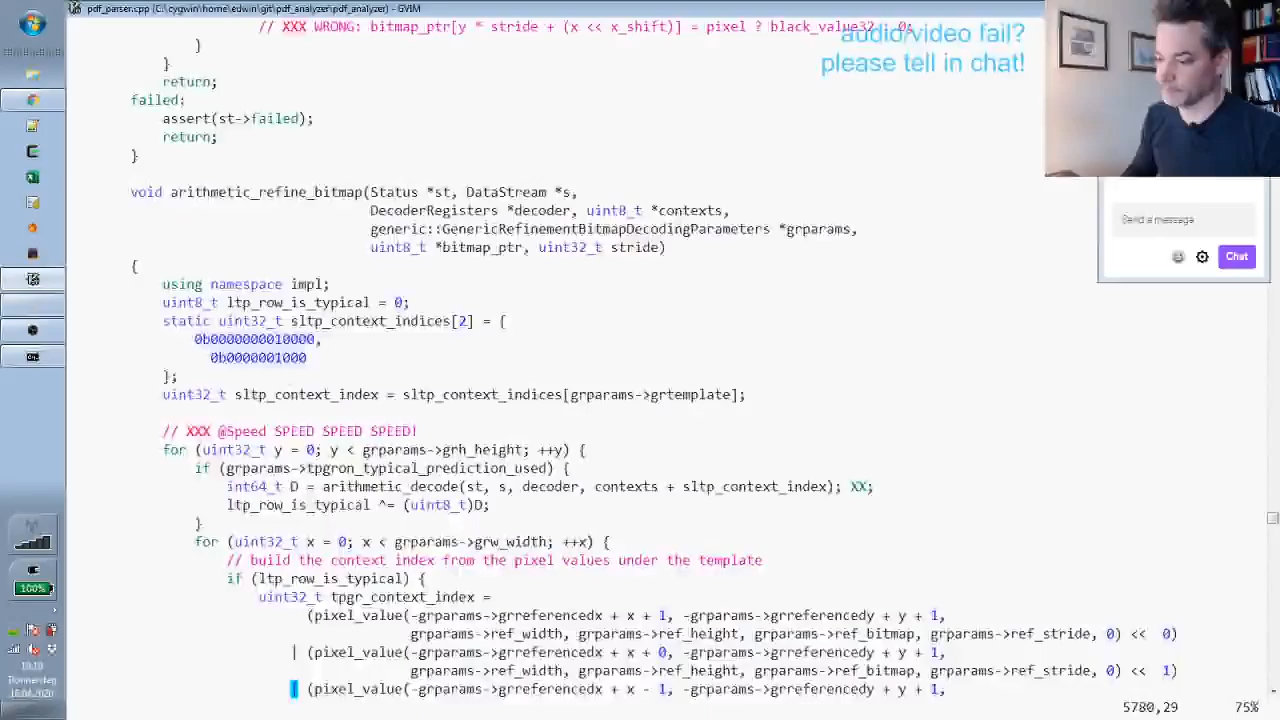 pdf_parser.cpp (C:\cygwin\home\edwin\git\pdf_analyzer\pdf_analyzer) - GVIM
// XXX WRONG: bitmap_ptr[y * stride + (x << x_shift)] = pixel ? black_value32 : 0;
audio/video fail?
}
please tell in chat!
}
return;
failed:
assert(st->failed);
return;
}
void arithmetic_refine_bitmap(Status *st, DataStream *s,
DecoderRegisters *decoder, uint8_t *contexts,
generic::GenericRefinementBitmapDecodingParameters *grparams,
uint8_t *bitmap_ptr, uint32_t stride)
{
using namespace impl;
uint8_t ltp_row_is_typical = 0;
static uint32_t sltp_context_indices[2] = {
0b0000000010000,
0b0000001000
};
uint32_t sltp_context_index = sltp_context_indices[grparams->grtemplate];
// XXX @Speed SPEED SPEED SPEED!
for (uint32_t y = 0; y < grparams->grh_height; ++y) {
if (grparams->tpgron_typical_prediction_used) {
int64_t D = arithmetic_decode(st, s, decoder, contexts + sltp_context_index); XX;
ltp_row_is_typical ^= (uint8_t)D;
}
for (uint32_t x = 0; x < grparams->grw_width; ++x) {
// build the context index from the pixel values under the template
if (ltp_row_is_typical) {
uint32_t tpgr_context_index =
(pixel_value(-grparams->grreferencedx + x + 1, -grparams->grreferencedy + y + 1,
grparams->ref_width, grparams->ref_height, grparams->ref_bitmap, grparams->ref_stride, 0) << 0)
| (pixel_value(-grparams->grreferencedx + x + 0, -grparams->grreferencedy + y + 1,
grparams->ref_width, grparams->ref_height, grparams->ref_bitmap, grparams->ref_stride, 0) << 1)
| (pixel_value(-grparams->grreferencedx + x - 1, -grparams->grreferencedy + y + 1,
5780,29 75%
Send a message
Chat
100%
Donnerstag